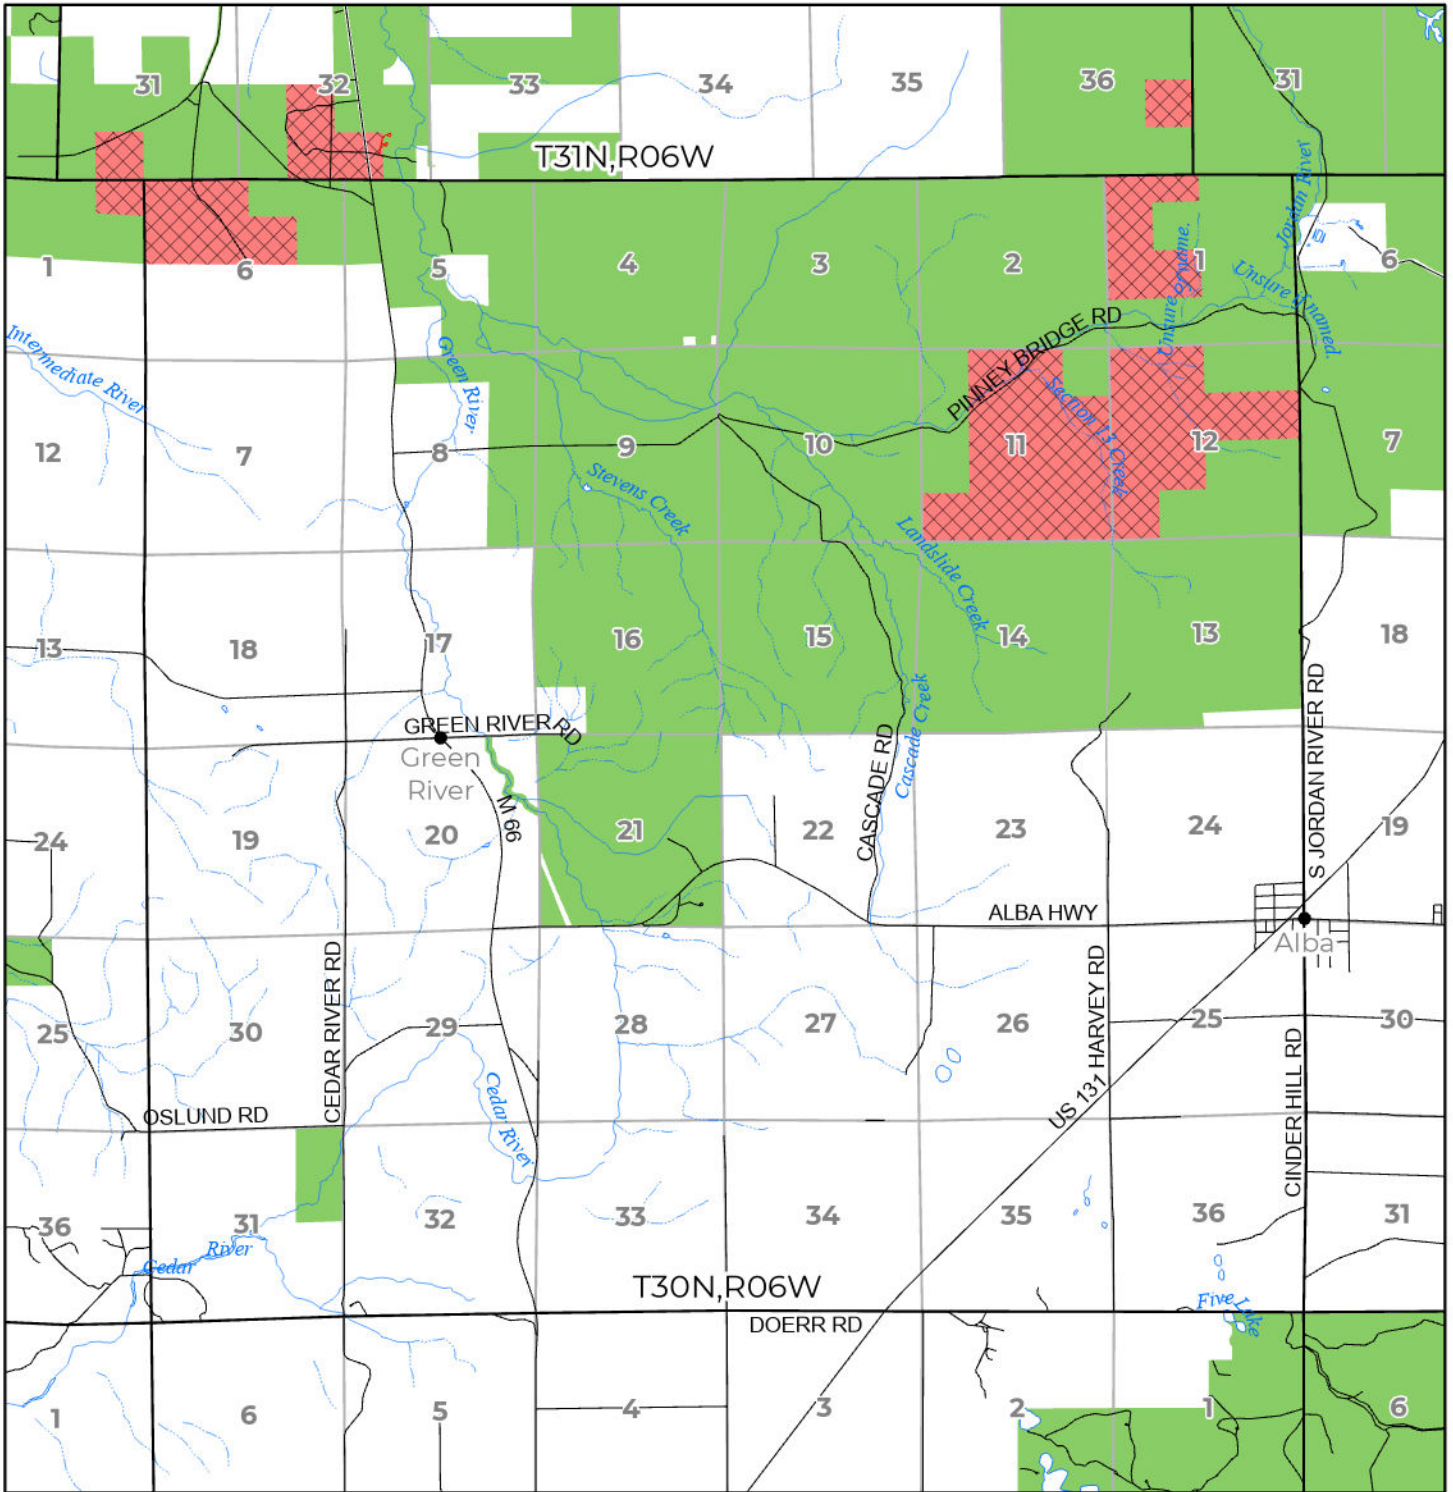 31
32
33
34
35
36
31
T31N,R06W
Jordan River
1
6
5
4
3
2
1
6
Unsure of name.
Unsure if named.
Intermediate River
Green River
PINNEY BRIDGE RD
Section 13 Creek
12
7
8
9
10
11
12
7
Stevens Creek
Landslide Creek
13
18
17
16
15
14
13
18
GREEN RIVER RD
Green
River
M 66
CASCADE RD
Cascade Creek
S JORDAN RIVER RD
24
19
20
21
22
23
24
19
ALBA HWY
Alba
CEDAR RIVER RD
HARVEY RD
25
30
29
28
27
26
25
30
CINDER HILL RD
OSLUND RD
Cedar River
US 131
36
31
32
33
34
35
36
31
Cedar River
T30N,R06W
Five Lake
DOERR RD
1
6
5
4
3
2
1
6